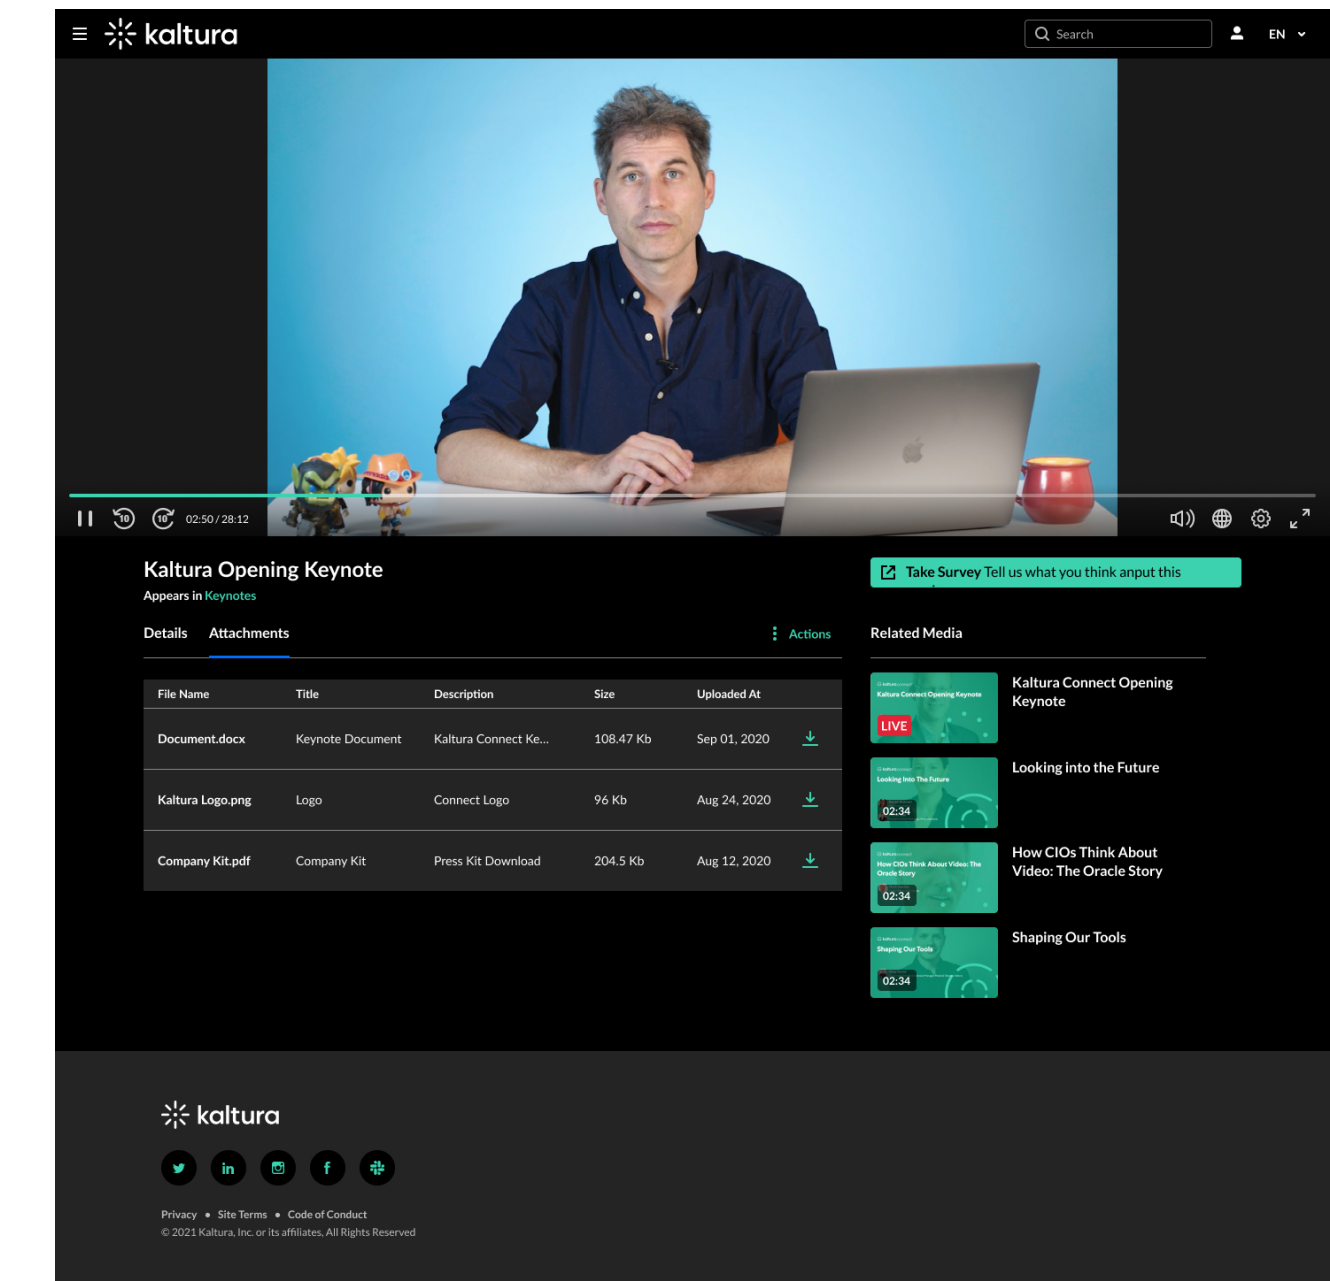 kaltura
Search
EN
10
10
02:50 / 28:12
Kaltura Opening Keynote
Appears in Keynotes
Take Survey Tell us what you think anput this
Details
Attachments
Actions
Related Media
File Name Title Description Size Uploaded At
Document.docx Keynote Document Kaltura Connect Ke... 108.47 Kb Sep 01, 2020
Kaltura Logo.png Logo Connect Logo 96 Kb Aug 24, 2020
Company Kit.pdf Company Kit Press Kit Download 204.5 Kb Aug 12, 2020
Kaltura Connect Opening Keynote
LIVE
Kaltura Connect Opening
Keynote
Looking Into The Future
02:34
Looking into the Future
How CIOs Think About Video: The
Oracle Story
02:34
How CIOs Think About
Video: The Oracle Story
Shaping Our Tools
02:34
Shaping Our Tools
kaltura
in
f
Privacy • Site Terms • Code of Conduct
© 2021 Kaltura, Inc. or its affiliates, All Rights Reserved